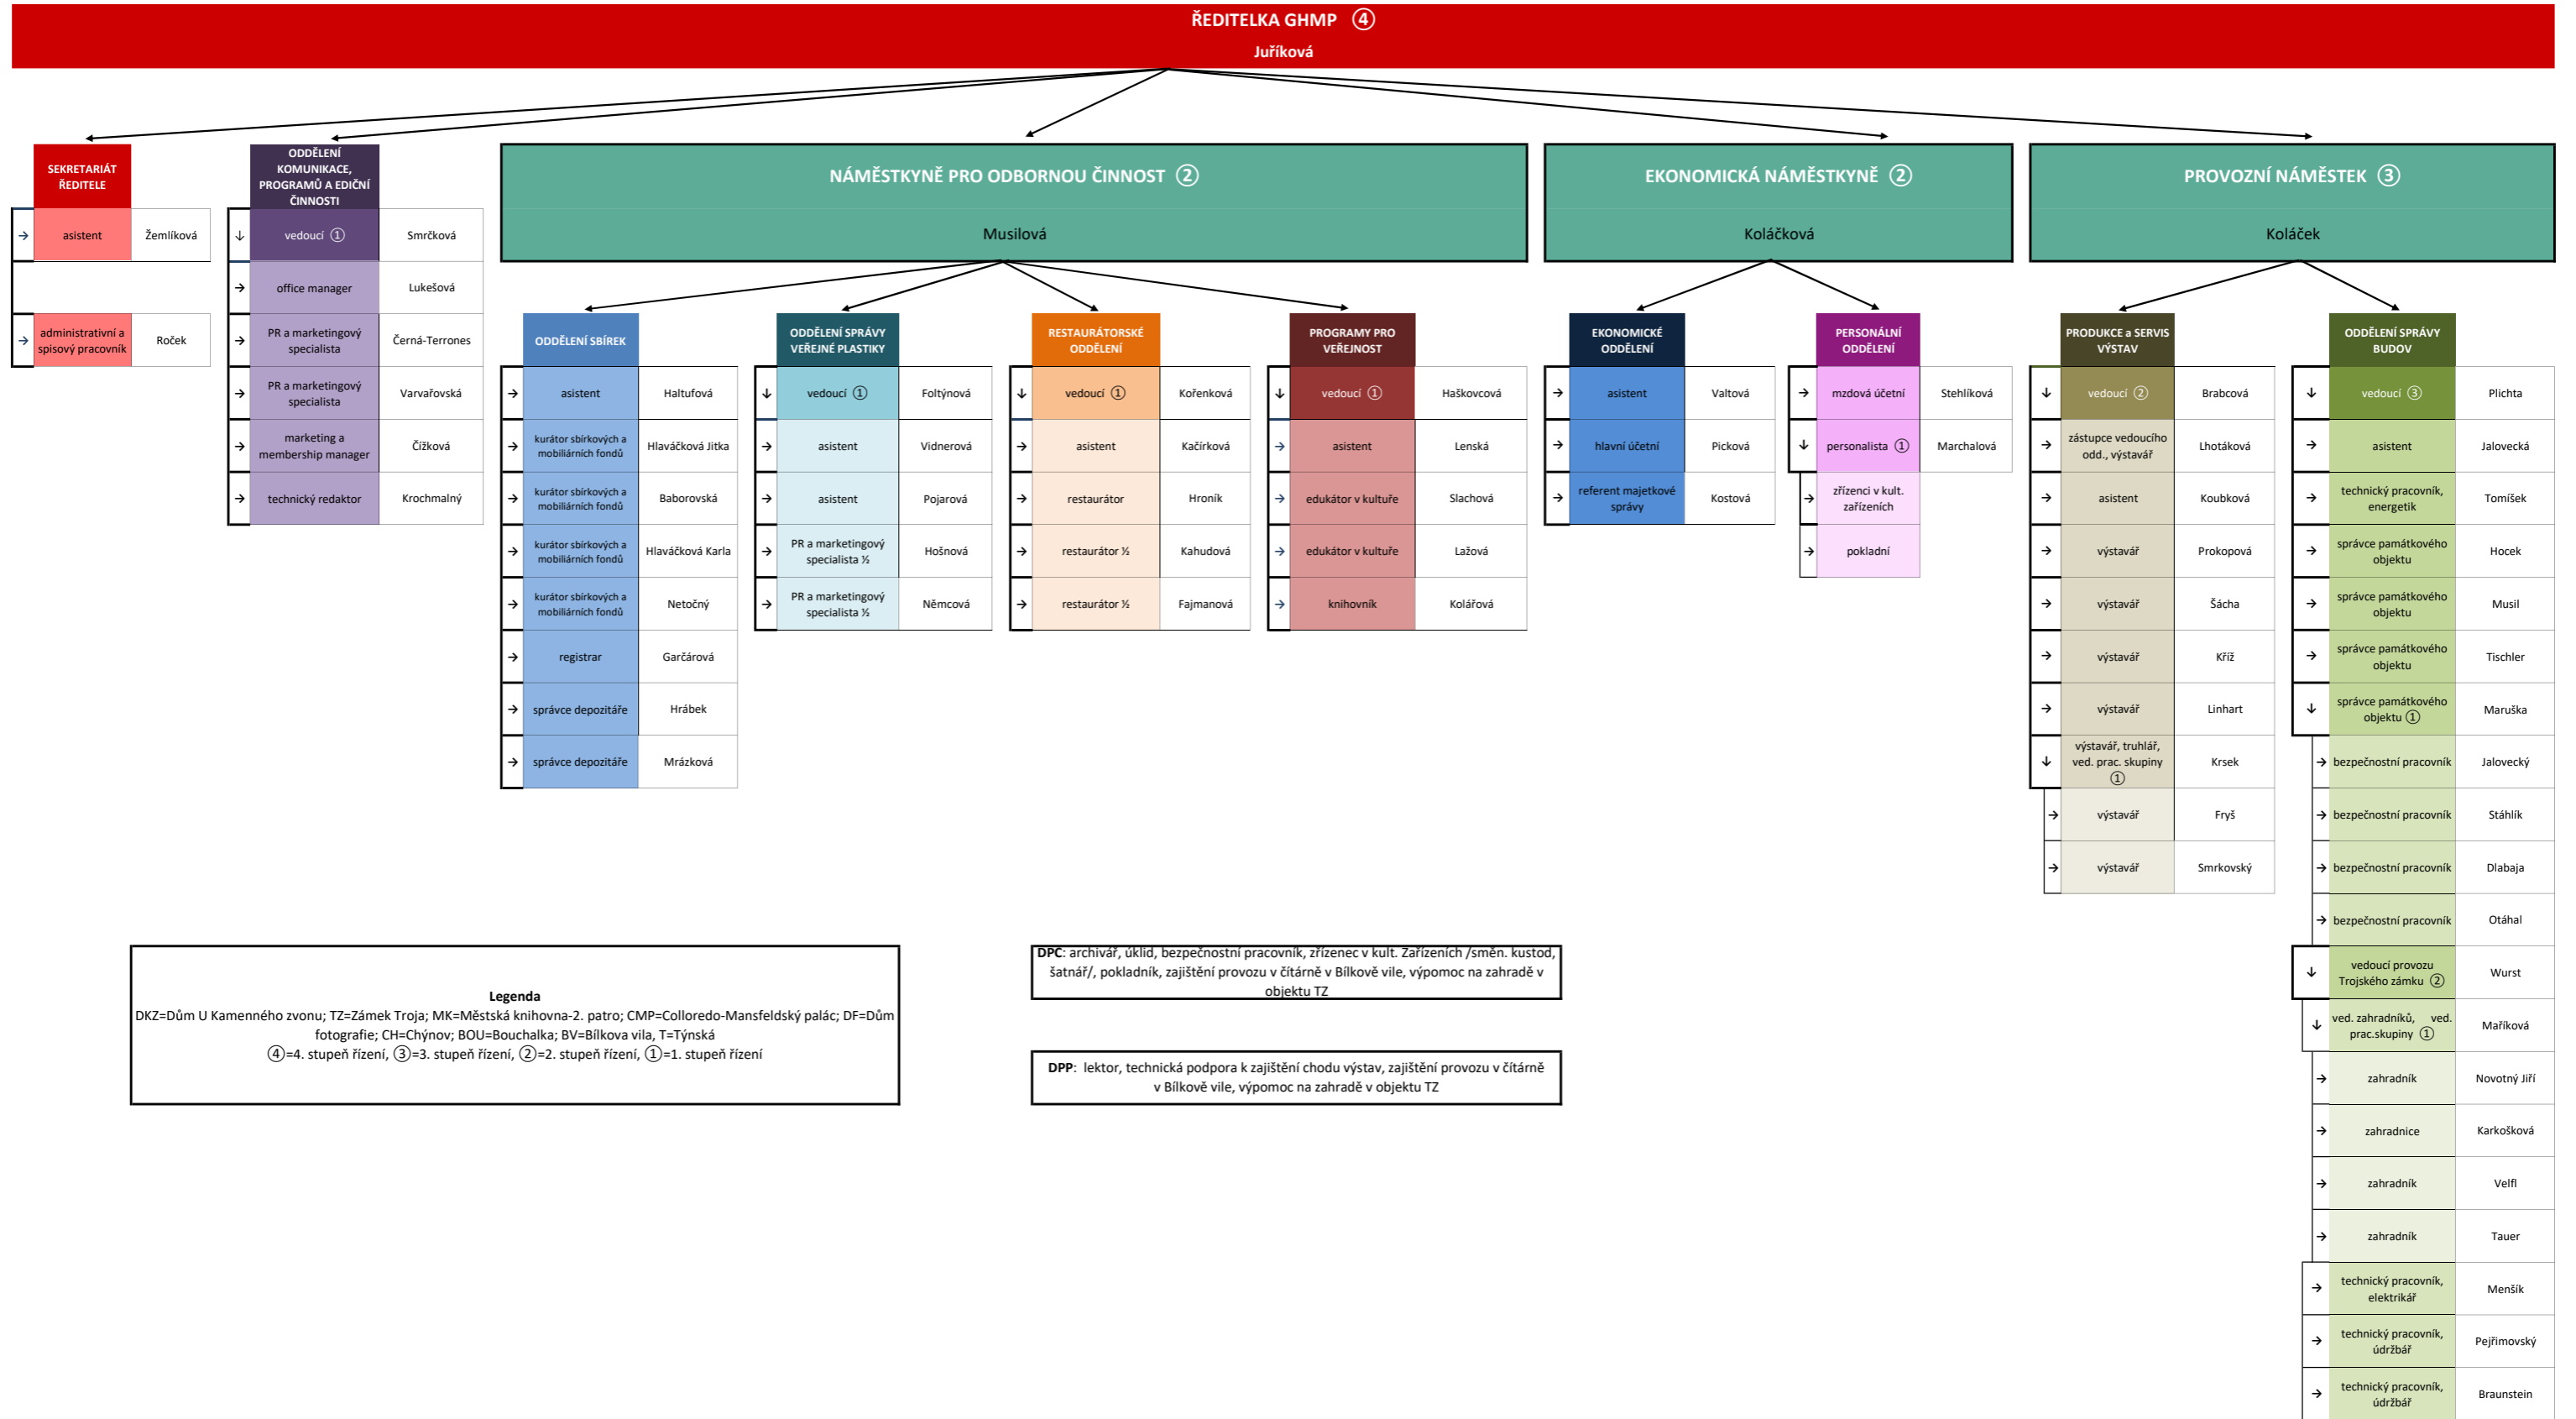 ŘEDITELKA GHMP ④
Juříková
SEKRETARIÁT
ŘEDITELE
→ asistent Žemlíková
→ administrativní a
spisový pracovník
Roček
ODDĚLENÍ
KOMUNIKACE,
PROGRAMŮ A EDIČNÍ
ČINNOSTI
↓ vedoucí ① Smrčková
→ office manager Lukešová
→ PR a marketingový
specialista
Černá-Terrones
→ PR a marketingový
specialista
Varvařovská
→ marketing a
membership manager
Čížková
→ technický redaktor Krochmalný
NÁMĚSTKYNĚ PRO ODBORNOU ČINNOST ②
Musilová
ODDĚLENÍ SBÍREK
→ asistent Haltufová
→ kurátor sbírkových a
mobiliárních fondů
Hlaváčková Jitka
→ kurátor sbírkových a
mobiliárních fondů
Baborovská
→ kurátor sbírkových a
mobiliárních fondů
Hlaváčková Karla
→ kurátor sbírkových a
mobiliárních fondů
Netočný
→ registrar Garčárová
→ správce depozitáře Hrábek
→ správce depozitáře Mrázková
ODDĚLENÍ SPRÁVY
VEŘEJNÉ PLASTIKY
↓ vedoucí ① Foltýnová
→ asistent Vidnerová
→ asistent Pojarová
→ PR a marketingový
specialista ½
Hošnová
→ PR a marketingový
specialista ½
Němcová
RESTAURÁTORSKÉ
ODDĚLENÍ
↓ vedoucí ① Kořenková
→ asistent Kačírková
→ restaurátor Hroník
→ restaurátor ½ Kahudová
→ restaurátor ½ Fajmanová
PROGRAMY PRO
VEŘEJNOST
↓ vedoucí ① Haškovcová
→ asistent Lenská
→ edukátor v kultuře Slachová
→ edukátor v kultuře Lažová
→ knihovník Kolářová
EKONOMICKÁ NÁMĚSTKYNĚ ②
Koláčková
EKONOMICKÉ
ODDĚLENÍ
→ asistent Valtová
→ hlavní účetní Picková
→ referent majetkové
správy
Kostová
PERSONÁLNÍ
ODDĚLENÍ
→ mzdová účetní Stehlíková
↓ personalista ① Marchalová
→ zřízenci v kult.
zařízeních
→ pokladní
PROVOZNÍ NÁMĚSTEK ③
Koláček
PRODUKCE a SERVIS
VÝSTAV
↓ vedoucí ② Brabcová
→ zástupce vedoucího
odd., výstavář
Lhotáková
→ asistent Koubková
→ výstavář Prokopová
→ výstavář Šácha
→ výstavář Kříž
→ výstavář Linhart
↓ výstavář, truhlář,
ved. prac. skupiny
①
Krsek
→ výstavář Fryš
→ výstavář Smrkovský
ODDĚLENÍ SPRÁVY
BUDOV
↓ vedoucí ③ Plichta
→ asistent Jalovecká
→ technický pracovník,
energetik
Tomíšek
→ správce památkového
objektu
Hocek
→ správce památkového
objektu
Musil
→ správce památkového
objektu
Tischler
↓ správce památkového
objektu ①
Maruška
→ bezpečnostní pracovník Jalovecký
→ bezpečnostní pracovník Stáhlík
→ bezpečnostní pracovník Dlabaja
→ bezpečnostní pracovník Otáhal
↓ vedoucí provozu
Trojského zámku ②
Wurst
↓ ved. zahradníků, ved.
prac.skupiny ①
Maříková
→ zahradník Novotný Jiří
→ zahradnice Karkošková
→ zahradník Velfl
→ zahradník Tauer
→ technický pracovník,
elektrikář
Menšík
→ technický pracovník,
údržbář
Pejřimovský
→ technický pracovník,
údržbář
Braunstein
Legenda
DKZ=Dům U Kamenného zvonu; TZ=Zámek Troja; MK=Městská knihovna-2. patro; CMP=Colloredo-Mansfeldský palác; DF=Dům
fotografie; CH=Chýnov; BOU=Bouchalka; BV=Bílkova vila, T=Týnská
④=4. stupeň řízení, ③=3. stupeň řízení, ②=2. stupeň řízení, ①=1. stupeň řízení
DPC: archivář, úklid, bezpečnostní pracovník, zřízenec v kult. Zařízeních /směn. kustod,
šatnář/, pokladník, zajištění provozu v čítárně v Bílkově vile, výpomoc na zahradě v
objektu TZ
DPP: lektor, technická podpora k zajištění chodu výstav, zajištění provozu v čítárně
v Bílkově vile, výpomoc na zahradě v objektu TZ